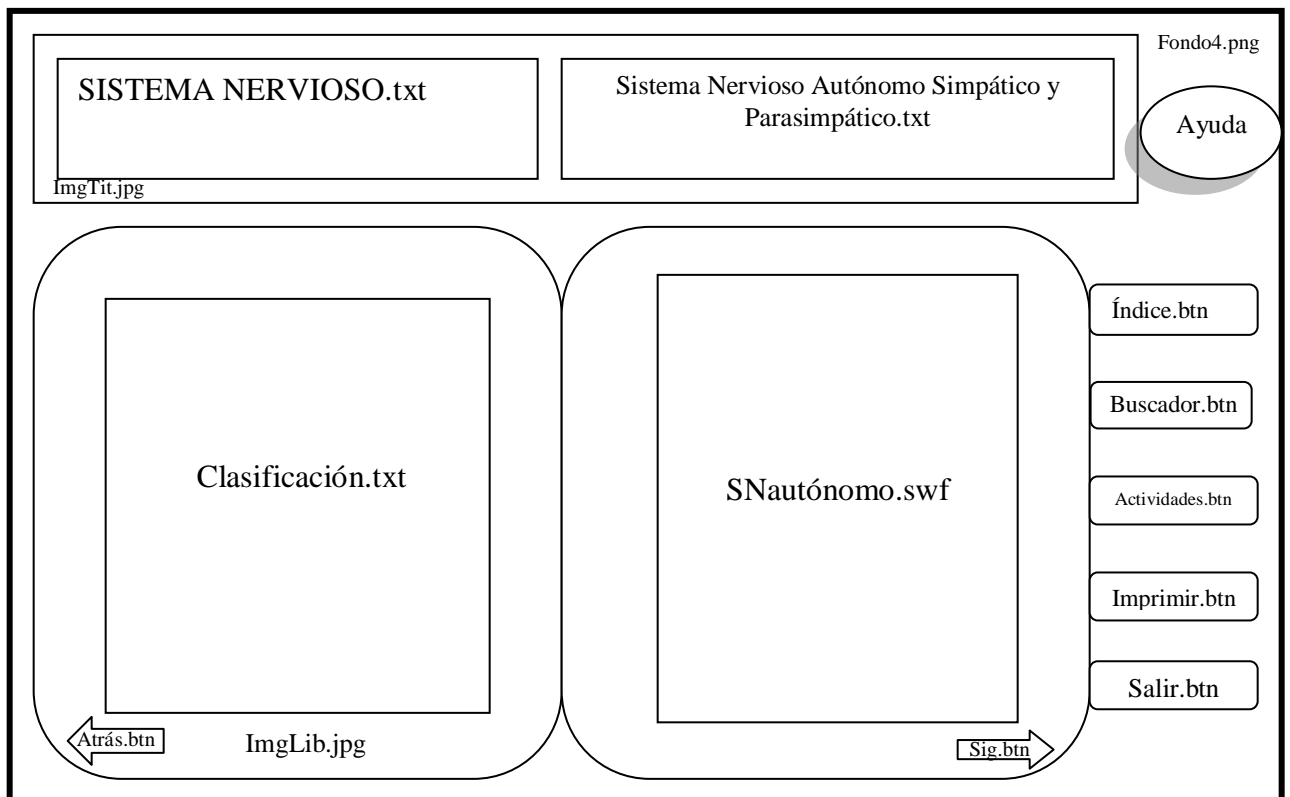 Fondo4.png
SISTEMA NERVIOSO.txt
Sistema Nervioso Autónomo Simpático y
Parasimpático.txt
Ayuda
ImgTit.jpg
Índice.btn
Buscador.btn
Clasificación.txt
SNautónomo.swf
Actividades.btn
Imprimir.btn
Salir.btn
Atrás.btn
ImgLib.jpg
Sig.btn